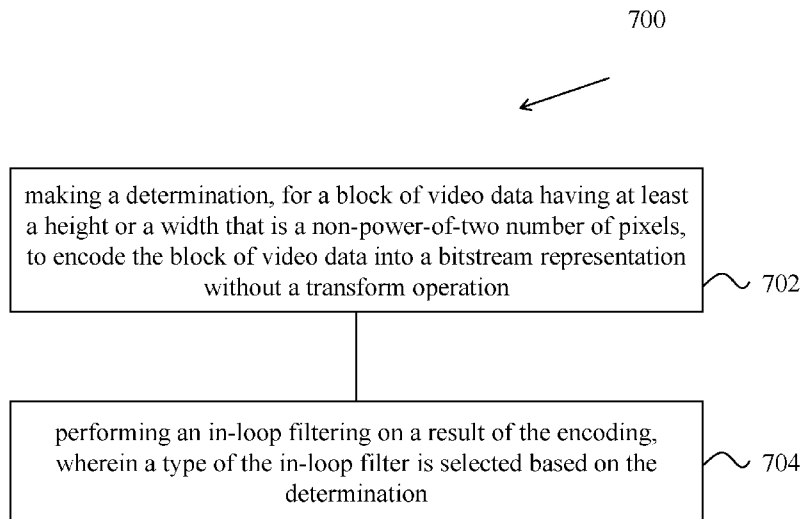 700
making a determination, for a block of video data having at least
a height or a width that is a non-power-of-two number of pixels,
to encode the block of video data into a bitstream representation
without a transform operation
702
performing an in-loop filtering on a result of the encoding,
wherein a type of the in-loop filter is selected based on the
determination
704